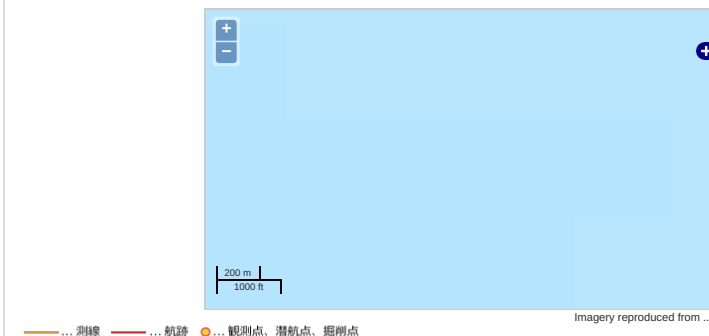 +
−
200 m
1000 ft
Imagery reproduced from ..
... 測線 ... 航跡 ... 観測点、潜航点、掘削点